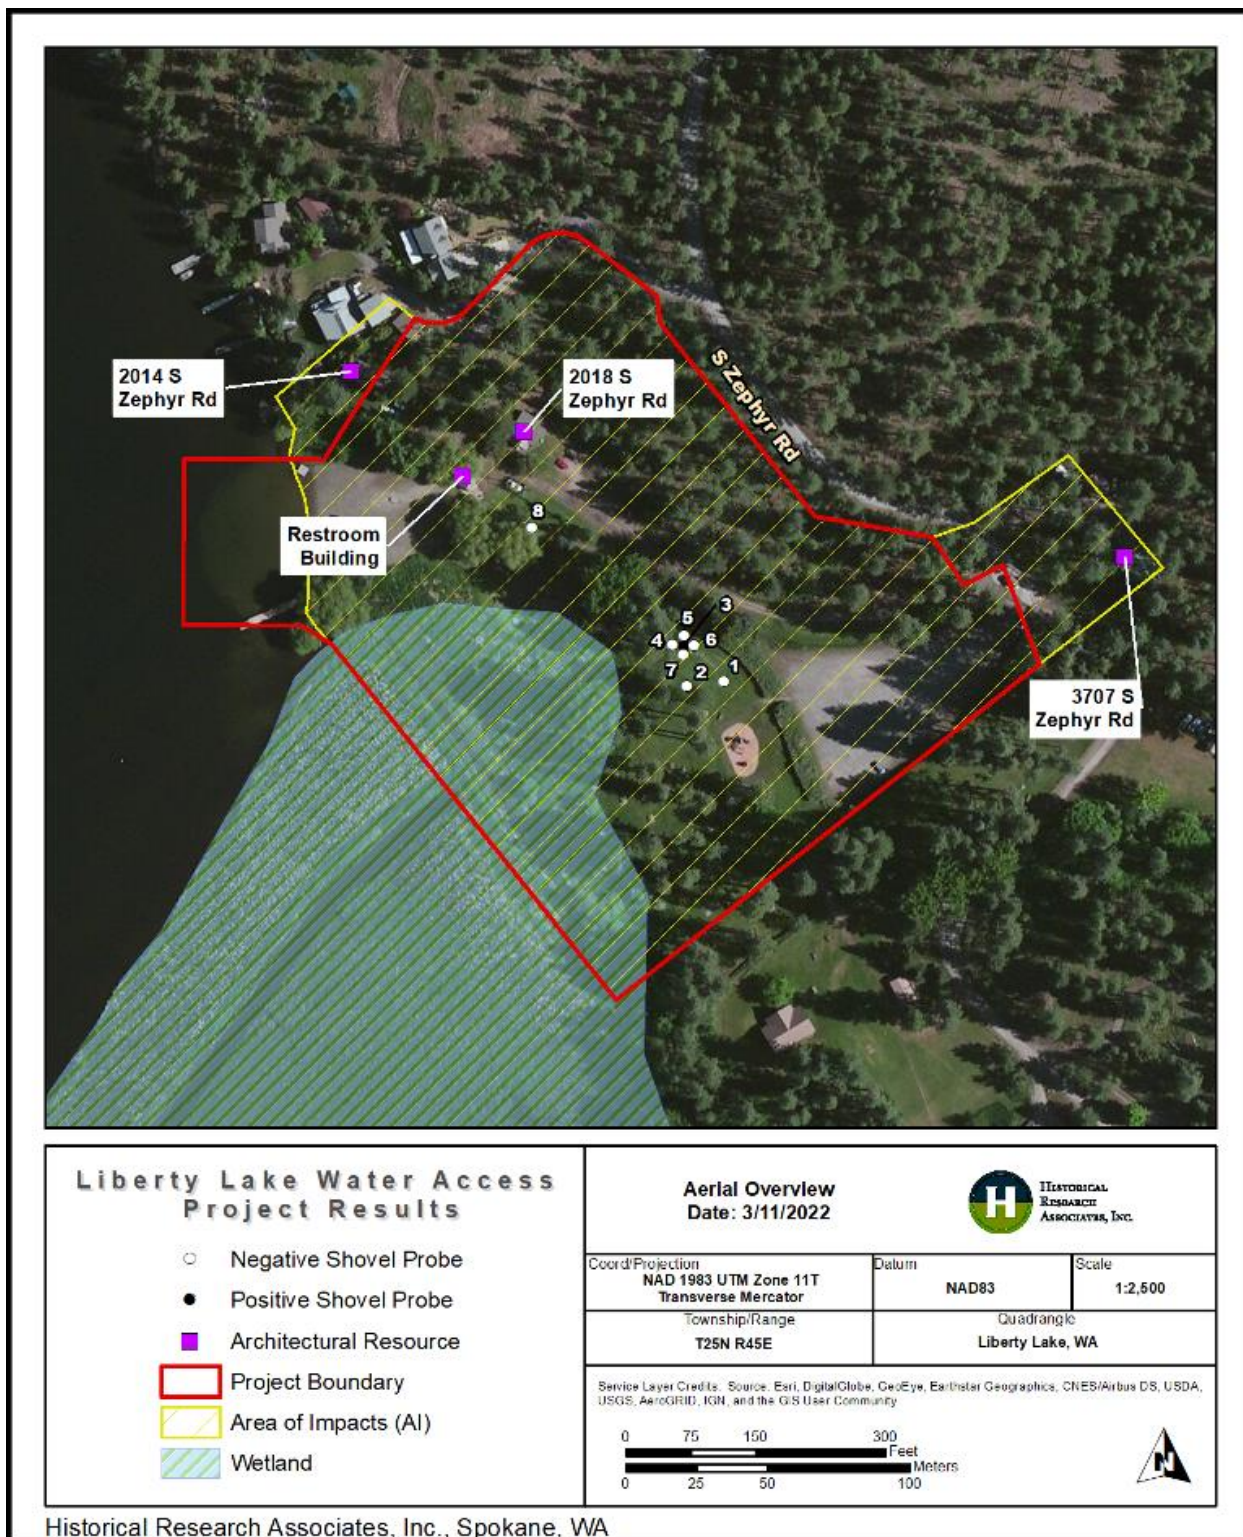 2014 S
Zephyr Rd
2018 S
Zephyr Rd
S Zephyr Rd
Restroom
Building
8
3
5
4
6
7
2
1
3707 S
Zephyr Rd
Liberty Lake Water Access
Project Results
Negative Shovel Probe
Positive Shovel Probe
Architectural Resource
Project Boundary
Area of Impacts (AI)
Wetland
Aerial Overview
Date: 3/11/2022
H
HISTORICAL
RESEARCH
ASSOCIATES, INC.
Coord/Projection
NAD 1983 UTM Zone 11T
Transverse Mercator
Datum
NAD83
Scale
1:2,500
Township/Range
T25N R45E
Quadrangle
Liberty Lake, WA
Service Layer Credits: Source: Esri, DigitalGlobe, GeoEye, Earthstar Geographics, CNES/Airbus DS, USDA,
USGS, AeroGRID, IGN, and the GIS User Community
0 75 150 300
Feet
Meters
0 25 50 100
N
Historical Research Associates, Inc., Spokane, WA